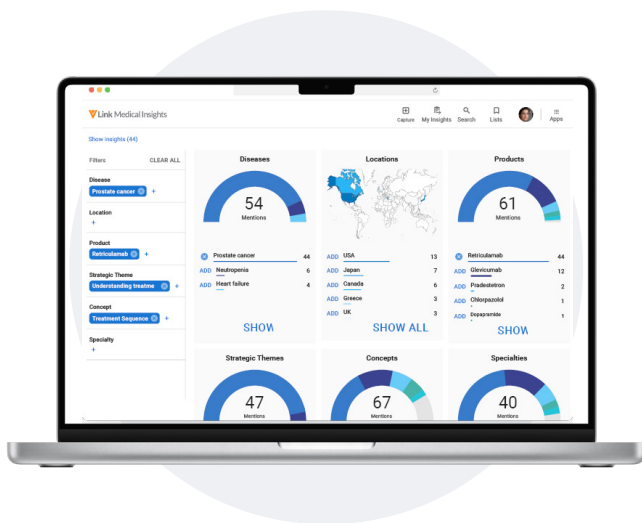 Link Medical Insights
Capture My Insights Search Lists Apps
Show insights (44)
Filters CLEAR ALL
Disease
Prostate cancer
+
Location
+
Product
Retriculamab
+
Strategic Theme
Understanding treatme
+
Concept
Treatment Sequence
+
Specialty
+
Diseases
54
Mentions
Prostate cancer 44
ADD Neutropenia 6
ADD Heart failure 4
SHOW
Locations
ADD USA 13
ADD Japan 7
ADD Canada 6
ADD Greece 3
ADD UK 3
SHOW ALL
Products
61
Mentions
Retriculamab 44
ADD Glevicumab 12
ADD Pradestetron 2
ADD Chlorpazolol 1
ADD Dopapramide 1
SHOW
Strategic Themes
47
Mentions
Concepts
67
Mentions
Specialties
40
Mentions